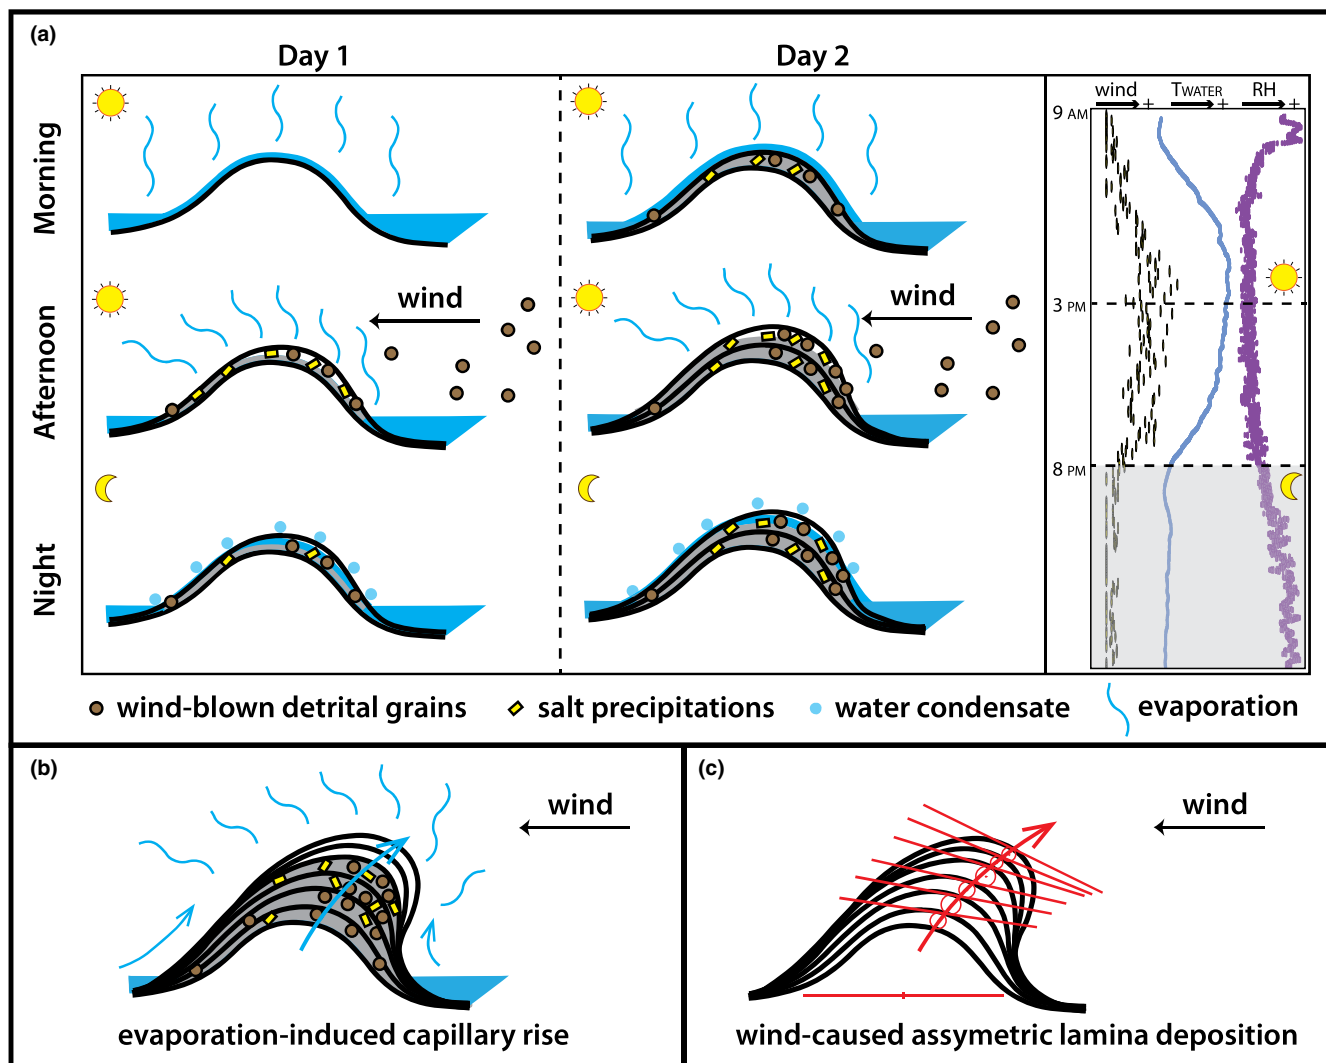 (a)
Day 1
Day 2
Morning
Afternoon
Night
wind
wind
wind
TWATER
RH
+
+
+
9 AM
3 PM
8 PM
wind-blown detrital grains
salt precipitations
water condensate
evaporation
(b)
wind
evaporation-induced capillary rise
(c)
wind
wind-caused assymetric lamina deposition